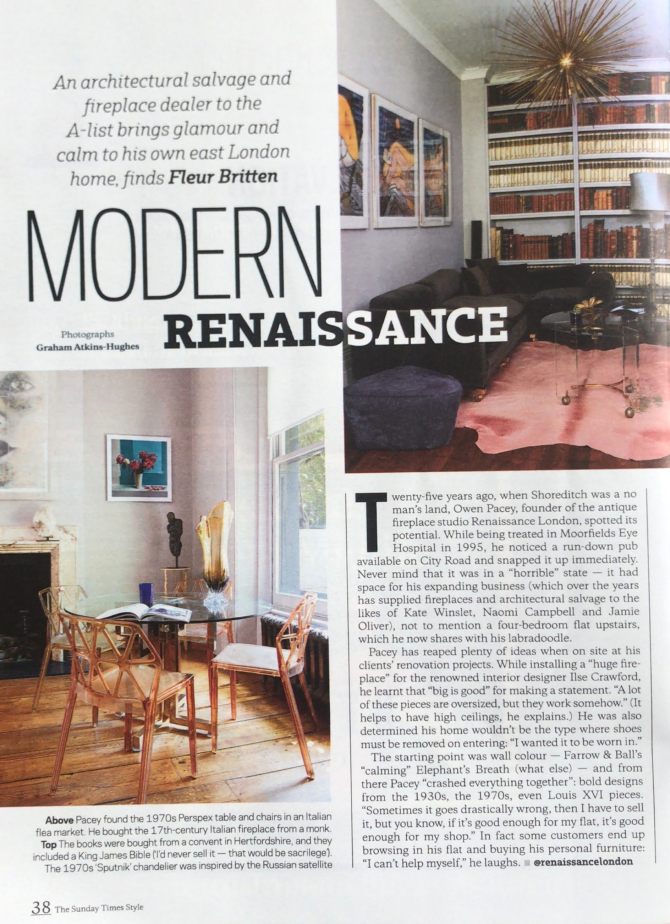 An architectural salvage and
fireplace dealer to the
A-list brings glamour and
calm to his own east London
home, finds Fleur Britten
MODERN
RENAISSANCE
Photographs
Graham Atkins-Hughes
Twenty-five years ago, when Shoreditch was a no
man's land, Owen Pacey, founder of the antique
fireplace studio Renaissance London, spotted its
potential. While being treated in Moorfields Eye
Hospital in 1995, he noticed a run-down pub
available on City Road and snapped it up immediately.
Never mind that it was in a "horrible" state — it had
space for his expanding business (which over the years
has supplied fireplaces and architectural salvage to the
likes of Kate Winslet, Naomi Campbell and Jamie
Oliver), not to mention a four-bedroom flat upstairs,
which he now shares with his labradoodle.
Pacey has reaped plenty of ideas when on site at his
clients' renovation projects. While installing a "huge fire-
place" for the renowned interior designer Ilse Crawford,
he learnt that "big is good" for making a statement. "A lot
of these pieces are oversized, but they work somehow." (It
helps to have high ceilings, he explains.) He was also
determined his home wouldn't be the type where shoes
must be removed on entering: "I wanted it to be worn in."
The starting point was wall colour — Farrow & Ball's
"calming" Elephant's Breath (what else) — and from
there Pacey "crashed everything together": bold designs
from the 1930s, the 1970s, even Louis XVI pieces.
"Sometimes it goes drastically wrong, then I have to sell
it, but you know, if it's good enough for my flat, it's good
enough for my shop." In fact some customers end up
browsing in his flat and buying his personal furniture:
"I can't help myself," he laughs. ■ @renaissancelondon
Above Pacey found the 1970s Perspex table and chairs in an Italian
flea market. He bought the 17th-century Italian fireplace from a monk.
Top The books were bought from a convent in Hertfordshire, and they
included a King James Bible ('I'd never sell it — that would be sacrilege').
The 1970s 'Sputnik' chandelier was inspired by the Russian satellite
38 The Sunday Times Style